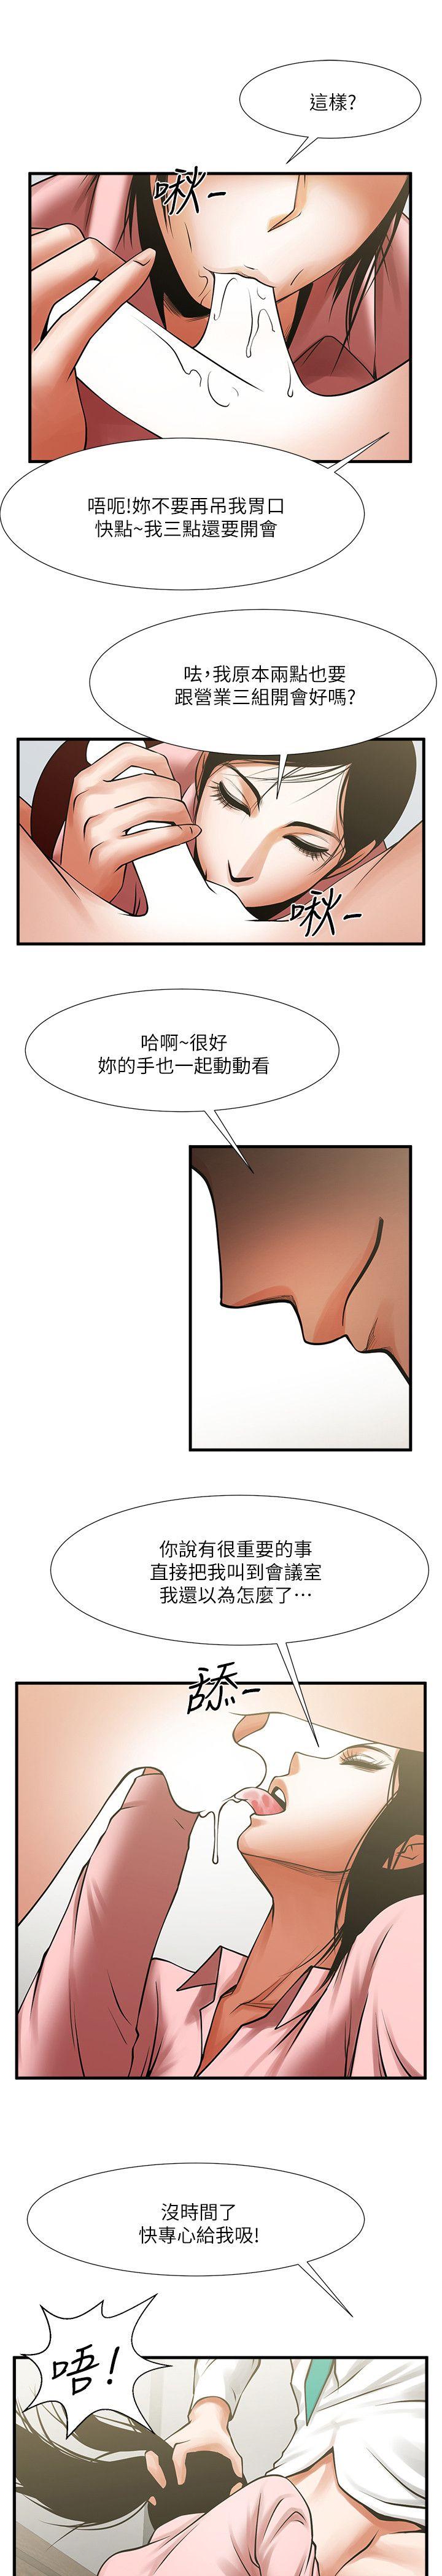 這樣?
啾~
唔呃!妳不要再吊我胃口
快點~我三點還要開會
呿,我原本兩點也要
跟營業三組開會好嗎?
啾~
哈啊~很好
妳的手也一起動動看
你說有很重要的事
直接把我叫到會議室
我還以為怎麼了…
舔~
沒時間了
快專心給我吸!
唔!